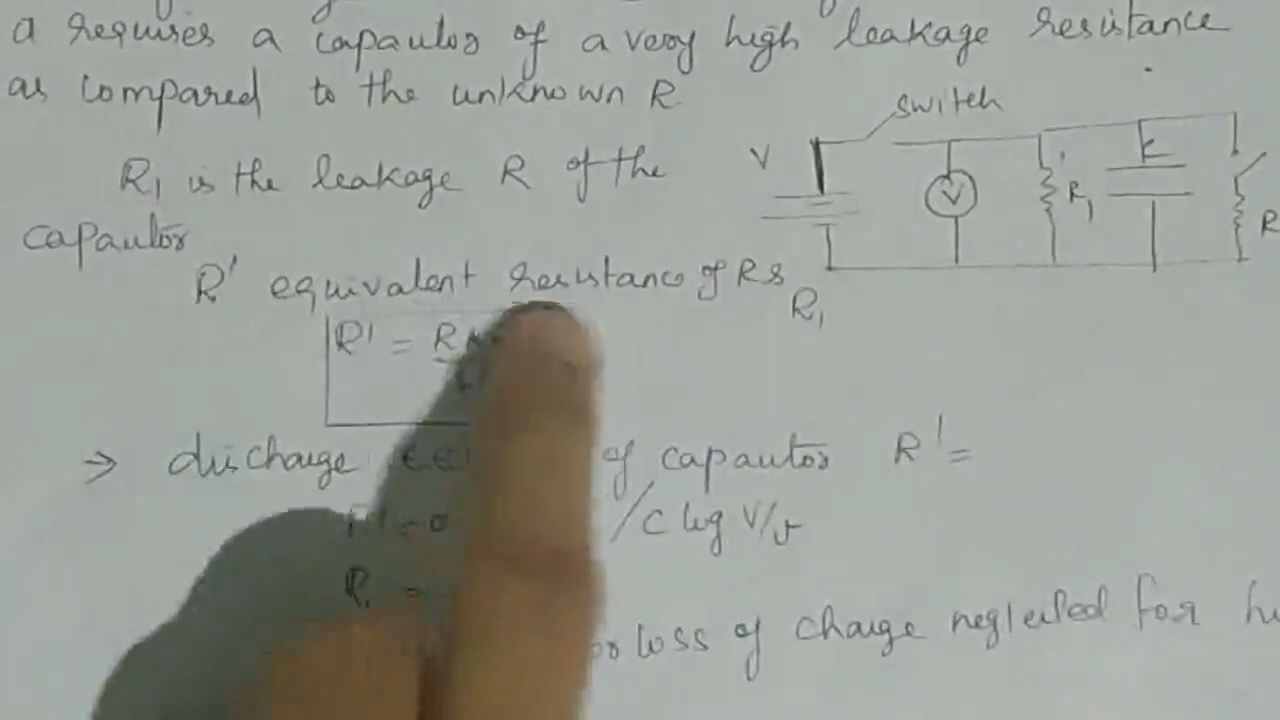 a requires a capacitor of a very high leakage resistance
as compared to the unknown R.
switch
V
V
R1
R
R1 is the leakage R of the
capacitor
R' equivalent resistance of R &
R1
R' = R
→ discharge of capacitor R' =
/C log V/v
loss of charge neglected for